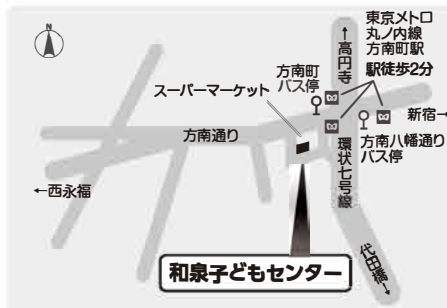 N
東京メトロ
丸ノ内線
方南町駅
駅徒歩2分
↑高円寺
方南町
バス停
スーパーマーケット
新宿→
方南通り
方南八幡通り
バス停
環状七号線
←西永福
代田橋→
和泉子どもセンター